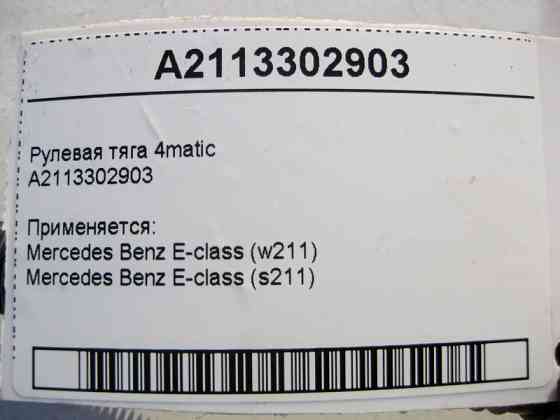 A2113302903
Рулевая тяга 4matic
A2113302903
Применяется:
Mercedes Benz E-class (w211)
Mercedes Benz E-class (s211)